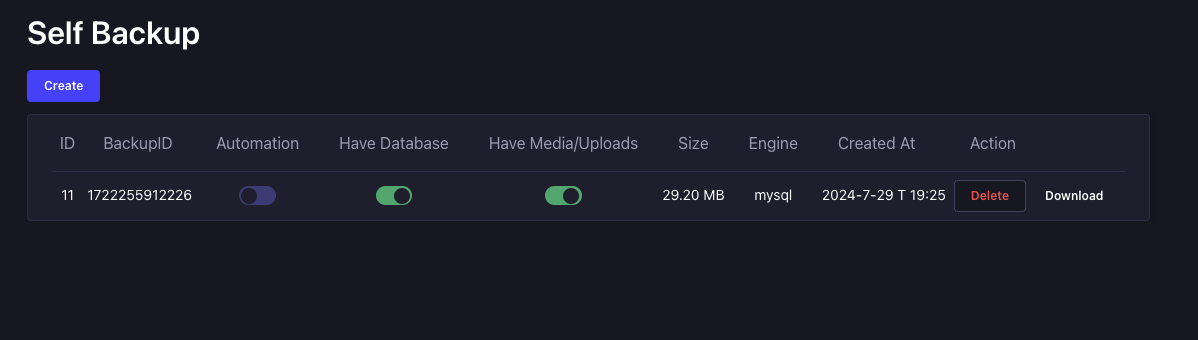 Self Backup
Create
ID BackupID Automation Have Database Have Media/Uploads Size Engine Created At Action
11 1722255912226 29.20 MB mysql 2024-7-29 T 19:25 Delete Download